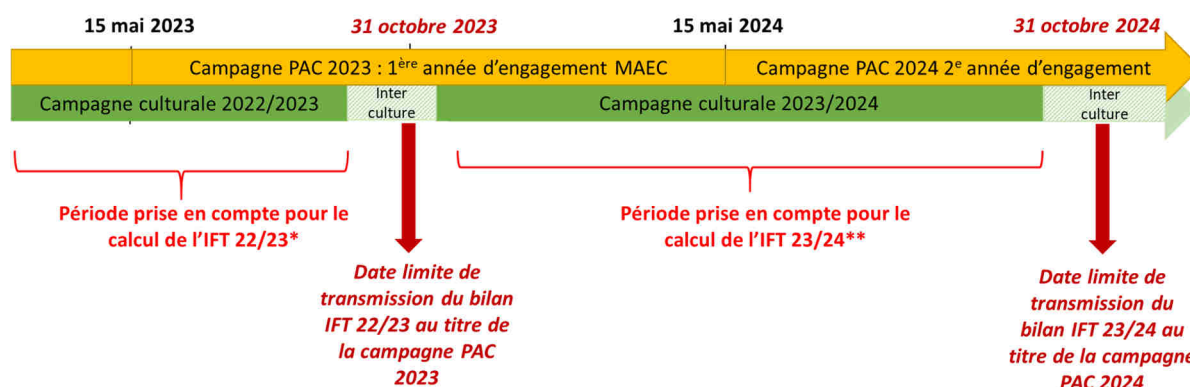 15 mai 2023
31 octobre 2023
15 mai 2024
31 octobre 2024
Campagne PAC 2023 : 1ère année d'engagement MAEC
Campagne PAC 2024 2e année d'engagement
Campagne culturale 2022/2023
Inter
culture
Campagne culturale 2023/2024
Inter
culture
Période prise en compte pour le
calcul de l'IFT 22/23*
Période prise en compte pour le
calcul de l'IFT 23/24**
Date limite de
transmission du bilan
IFT 22/23 au titre de
la campagne PAC
2023
Date limite de
transmission du
bilan IFT 23/24 au
titre de la campagne
PAC 2024